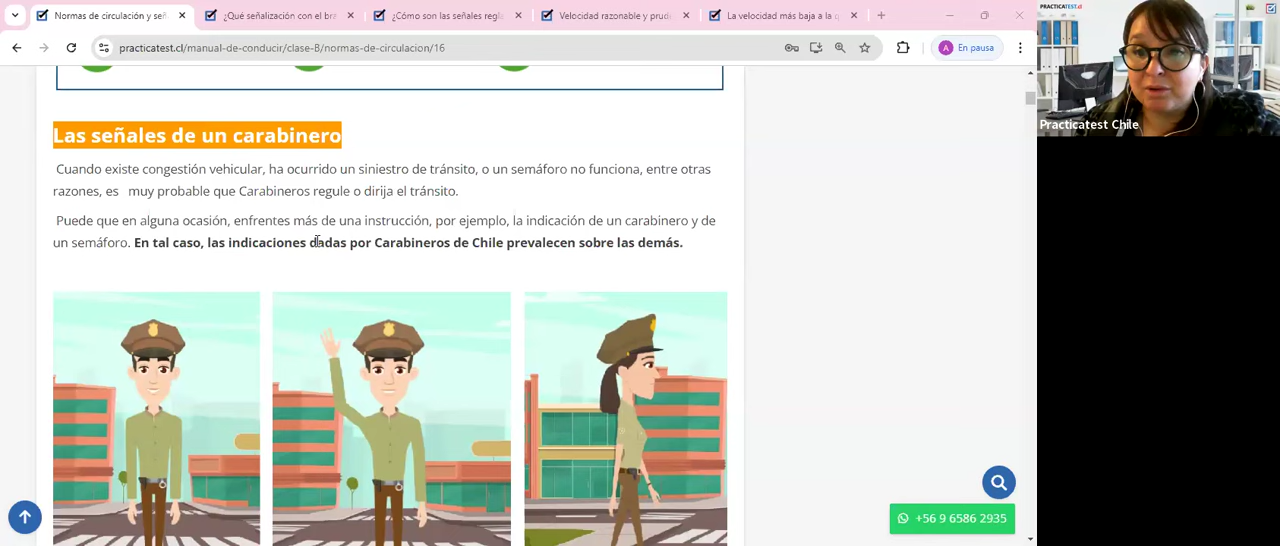 Normas de circulación y señ
¿Qué señalización con el bra
¿Cómo son las señales regla
Velocidad razonable y prud
La velocidad más baja a la q
practicatest.cl/manual-de-conducir/clase-B/normas-de-circulacion/16
A En pausa
PRACTICATEST.cl
Practicatest Chile
Las señales de un carabinero
Cuando existe congestión vehicular, ha ocurrido un siniestro de tránsito, o un semáforo no funciona, entre otras
razones, es muy probable que Carabineros regule o dirija el tránsito.
Puede que en alguna ocasión, enfrentes más de una instrucción, por ejemplo, la indicación de un carabinero y de
un semáforo. En tal caso, las indicaciones dadas por Carabineros de Chile prevalecen sobre las demás.
+56 9 6586 2935